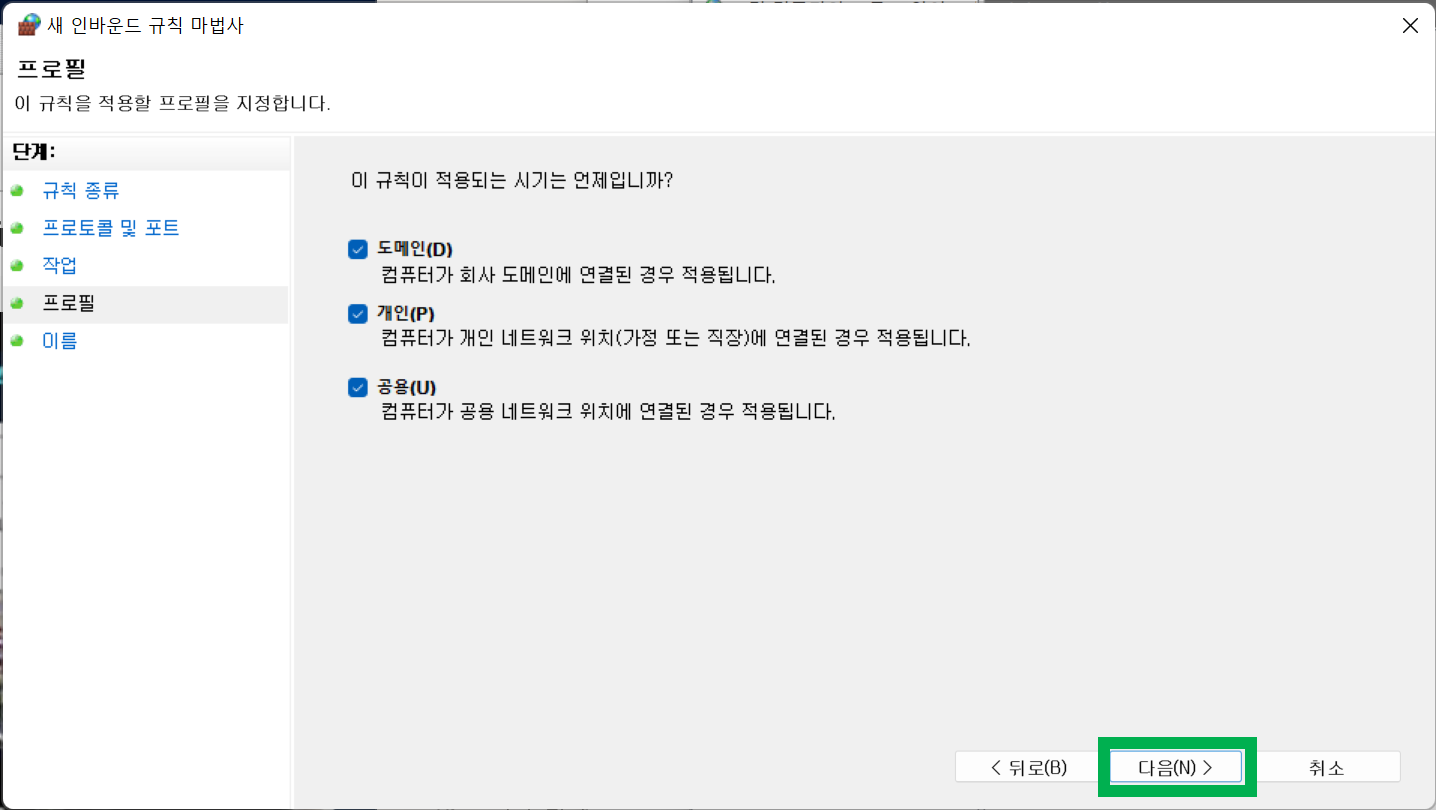 새 인바운드 규칙 마법사
프로필
이 규칙을 적용할 프로필을 지정합니다.
단계:
규칙 종류
프로토콜 및 포트
작업
프로필
이름
이 규칙이 적용되는 시기는 언제입니까?
도메인(D)
컴퓨터가 회사 도메인에 연결된 경우 적용됩니다.
개인(P)
컴퓨터가 개인 네트워크 위치(가정 또는 직장)에 연결된 경우 적용됩니다.
공용(U)
컴퓨터가 공용 네트워크 위치에 연결된 경우 적용됩니다.
< 뒤로(B) 다음(N) > 취소